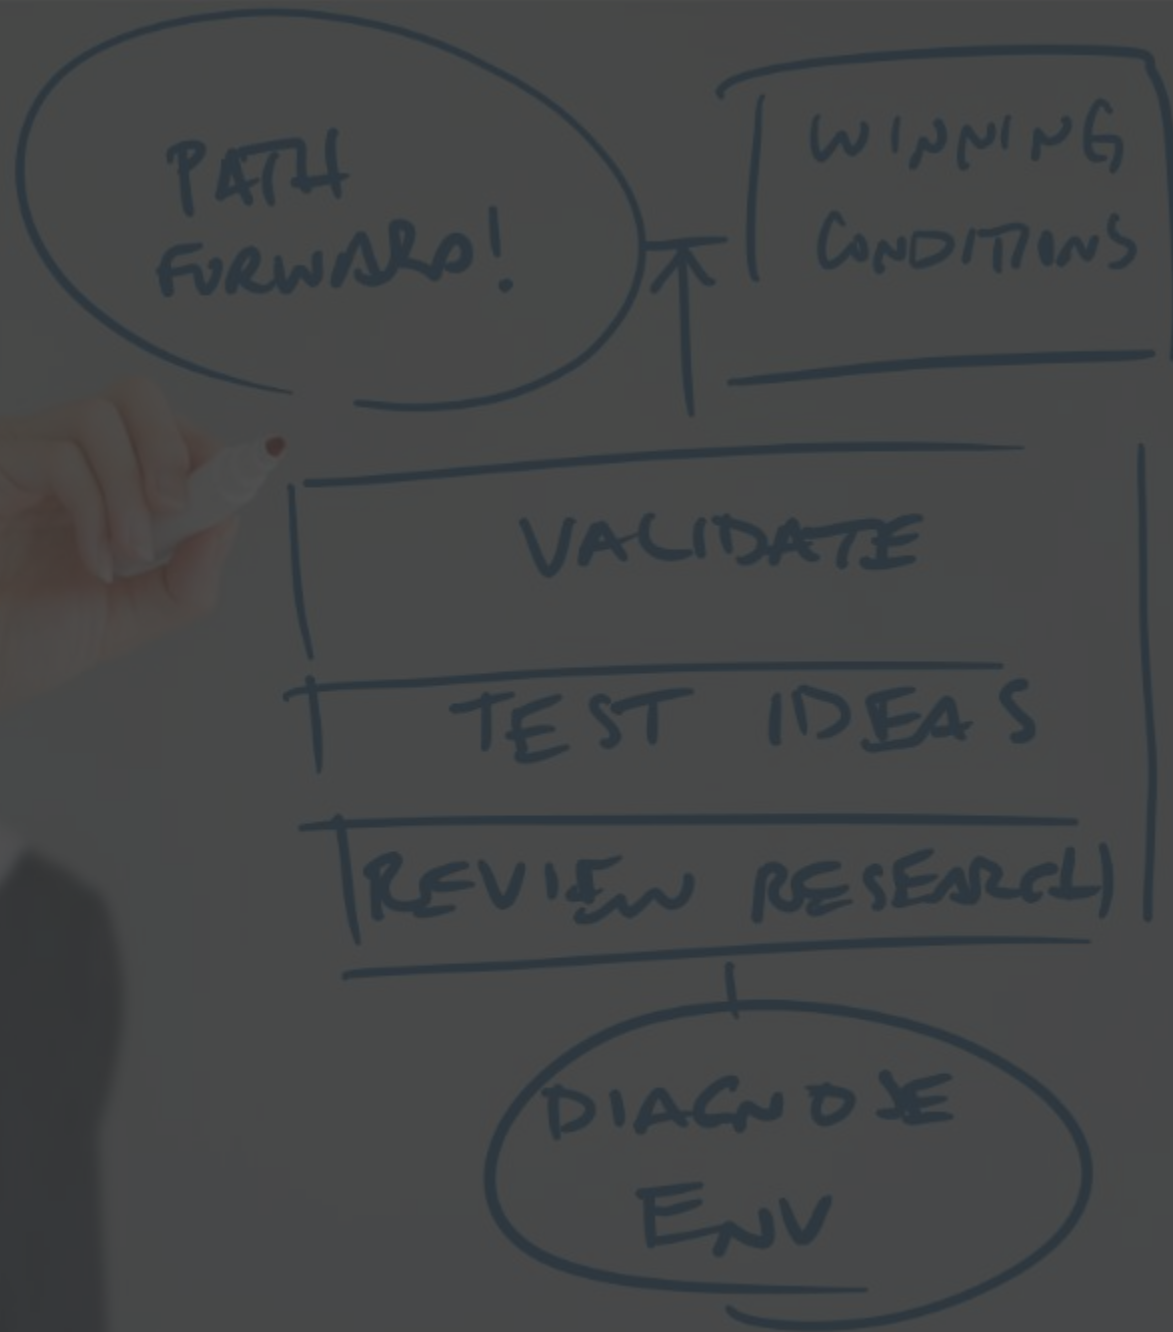 PATH
FORWARD!
WINNING
CONDITIONS
VALIDATE
TEST IDEAS
REVIEW RESEARCH
DIAGNOSE
ENV